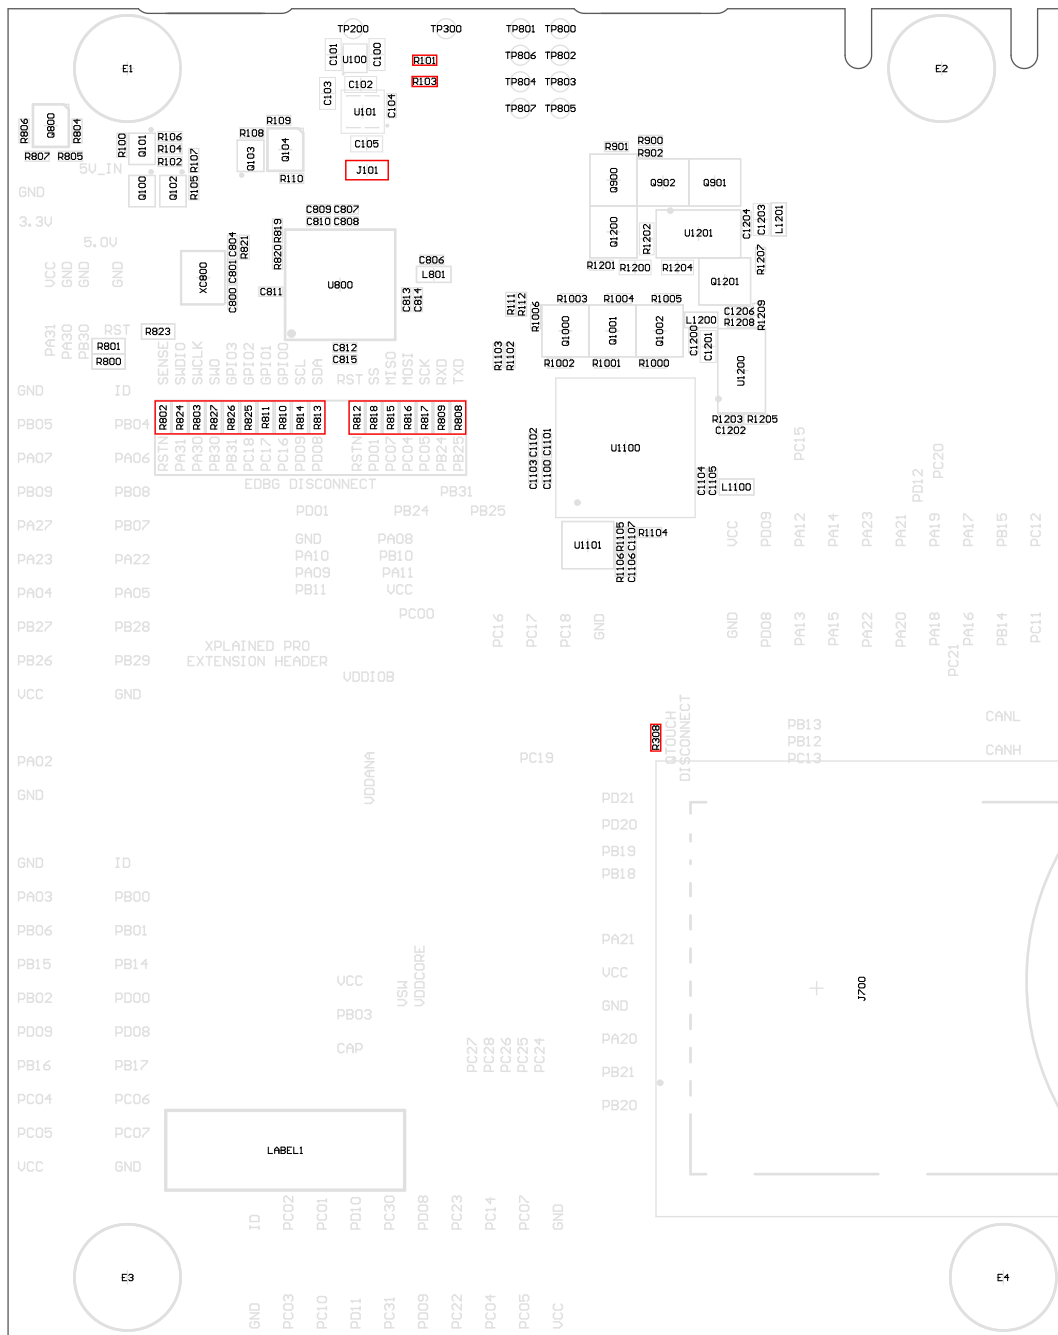 TP200 TP300 TP801 TP800
C101 U100 C100 R101 TP806 TP802
E1 E2
C103 C102 R103 TP804 TP803
U101 C104 TP807 TP805
R806 Q800 R804
R807 R805
R100 Q101 R106
R104
R102 R107
R108 R109
Q103 Q104
R110
C105
J101
5V_IN
Q100 Q102 R105
GND
3.3V
5.0V
VCC GND GND GND
R901 R900
R902
Q900 Q902 Q901
Q1200 R1202 U1201 C1204 C1203 L1201
R1201 R1200 R1204 R1207
Q1201
C809 C807
C810 C808
R819
R820
C804 R821
XC800 C801
C800
C811 U800 C806
L801
C813 C814
C812
C815
R111 R112 R1006 R1003 R1004 R1005 L1200 C1206
R1208 R1209
Q1000 Q1001 Q1002 C1200 C1201 U1200
R1103 R1102 R1002 R1001 R1000
R1203 R1205
C1202
PA31 PA30 PB30 RST R823
R801
R800
SENSE SWDIO SWCLK SWO GPIO3 GPIO2 GPIO1 GPIO0 SCL SDA RST SS MISO MOSI SCK RXD TXD
GND ID
R802 R824 R803 R827 R826 R825 R811 R810 R814 R813 R812 R818 R815 R816 R817 R809 R808
PB05 PB04
RSTN PA31 PA30 PB30 PB31 PC18 PC17 PC16 PD09 PD08 RSTN PD01 PC07 PC04 PC05 PB24 PB25
PA07 PA06
C1102 C1101 U1100 PC15
C1103 C1100 C1104 C1105 L1100 PD12 PC20
EDBG DISCONNECT PB31
PB09 PB08
PD01 PB24 PB25
PA27 PB07
VCC PD09 PA12 PA14 PA23 PA21 PA19 PA17 PB15 PC12
U1101 R1105 C1107 R1104
R1106 C1106
GND PA08
PA10 PB10
PA23 PA22
PA09 PA11
PB11 VCC
PA04 PA05
PC00
PB27 PB28
PC16 PC17 PC18 GND
GND PD08 PA13 PA15 PA22 PA20 PA18 PA16 PB14 PC11
XPLAINED PRO
EXTENSION HEADER
PB26 PB29
PC21
VDDIOB
VCC GND
R308 QTOUCH
DISCONNECT
PB13
PB12
PC13
CANL
CANH
PA02
VDDANA
PC19
GND
PD21
PD20
PB19
PB18
GND ID
PA03 PB00
PB06 PB01
PA21
PB15 PB14
VCC
VCC VSW VDDCORE
PB02 PD00
GND
J700
PB03
PD09 PD08
PA20
CAP
PC27 PC28 PC26 PC25 PC24
PB16 PB17
PB21
PC04 PC06
PB20
PC05 PC07
LABEL1
VCC GND
ID PC02 PC01 PD10 PC30 PD08 PC23 PC14 PC07 GND
E3 E4
GND PC03 PC10 PD11 PC31 PD09 PC22 PC04 PC05 VCC